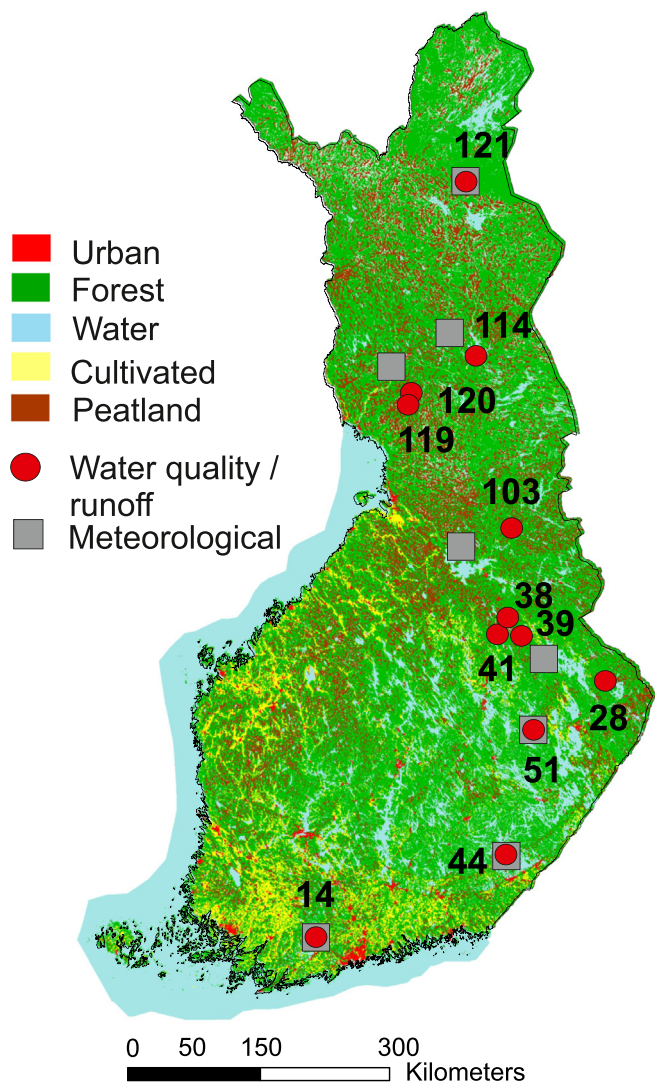 121
Urban
Forest
Water
Cultivated
Peatland
Water quality /
runoff
Meteorological
114
120
119
103
38
39
41
28
51
44
14
0 50 150 300
Kilometers